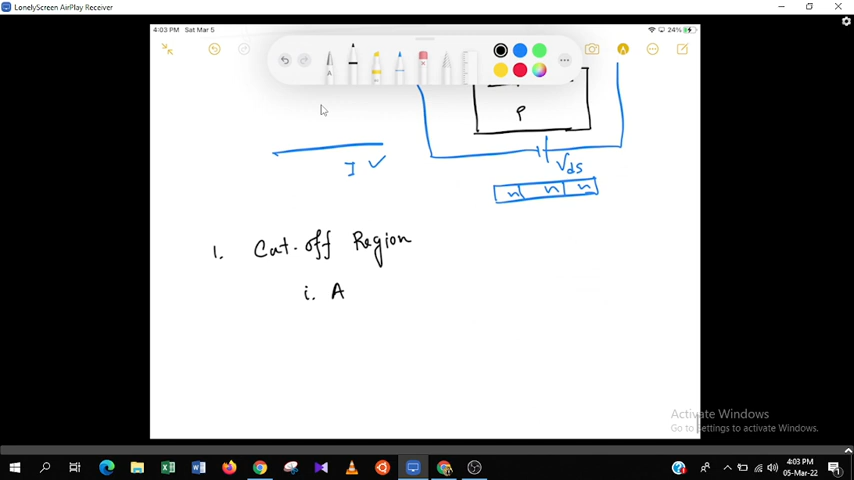 LonelyScreen AirPlay Receiver
4:03 PM Sat Mar 5
24%
A
P
I ✓
Vds
n n n
1. Cut-off Region
i. A
Activate Windows
Go to Settings to activate Windows.
4:03 PM
05-Mar-22